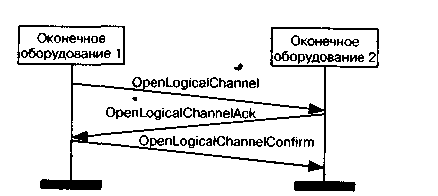 Оконечное
оборудование 1
Оконечное
оборудование 2
OpenLogicalChannel
OpenLogicalChannelAck
OpenLogicalChannelConfirm